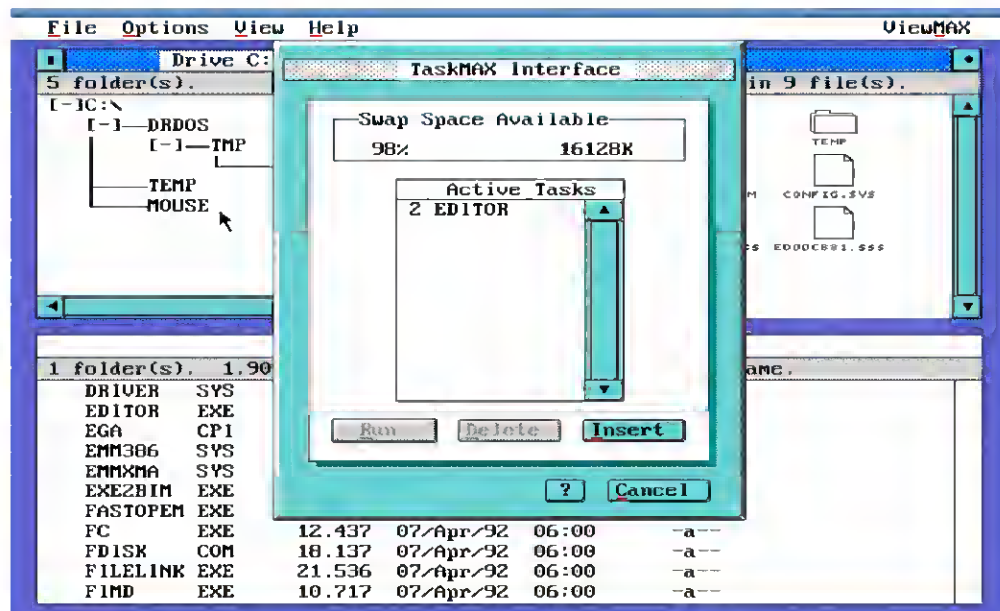 File Options View Help ViewMAX
Drive C:
5 folder(s).
in 9 file(s).
[-]C:\
[-]—DRDOS
[-]—TMP
TEMP
MOUSE
TEMP
M CONFIG.SYS
ED00CB81.$$$
TaskMAX Interface
Swap Space Available
98% 16128K
Active Tasks
2 EDITOR
Run Delete Insert
? Cancel
1 folder(s). 1,90
ame.
DRIVER SYS
EDITOR EXE
EGA CPI
EMM386 SYS
EMMXMA SYS
EXE2BIM EXE
FASTOPEM EXE
FC EXE 12.437 07/Apr/92 06:00 -a--
FDISK COM 18.137 07/Apr/92 06:00 -a--
FILELINK EXE 21.536 07/Apr/92 06:00 -a--
FIMD EXE 10.717 07/Apr/92 06:00 -a--